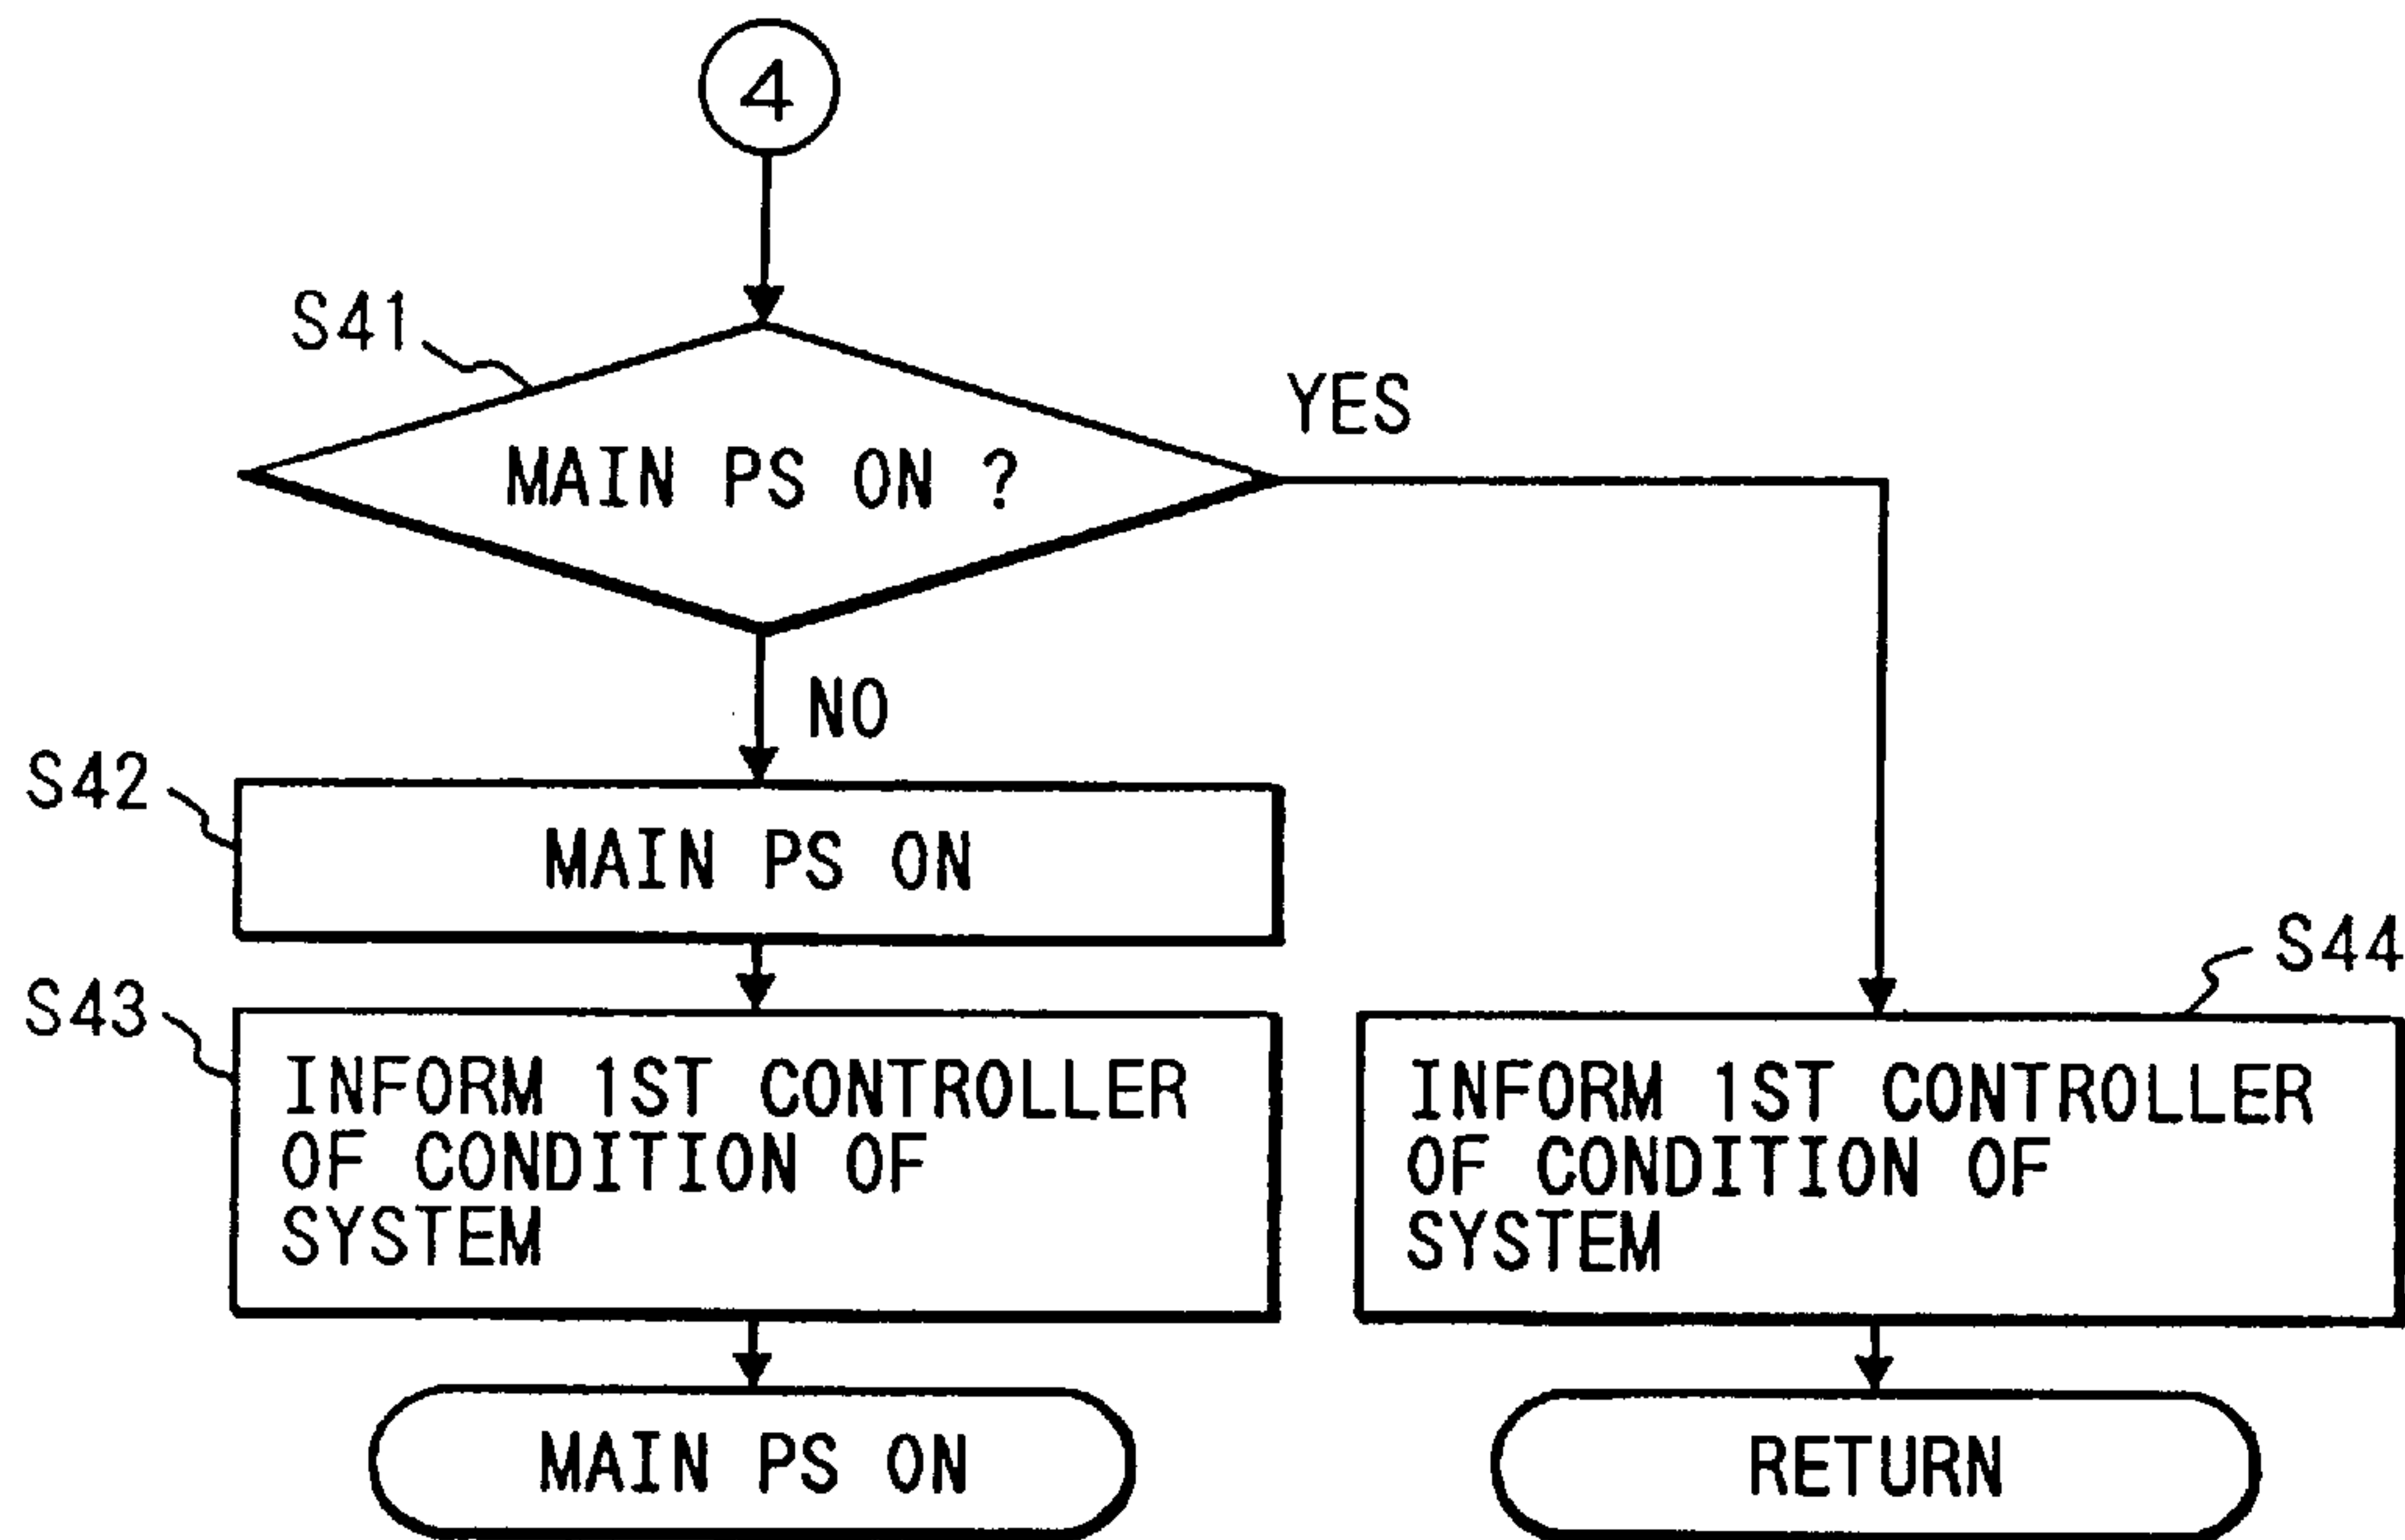 4
S41
MAIN PS ON ?
YES
NO
S42
MAIN PS ON
S43
INFORM 1ST CONTROLLER
OF CONDITION OF
SYSTEM
S44
INFORM 1ST CONTROLLER
OF CONDITION OF
SYSTEM
MAIN PS ON
RETURN